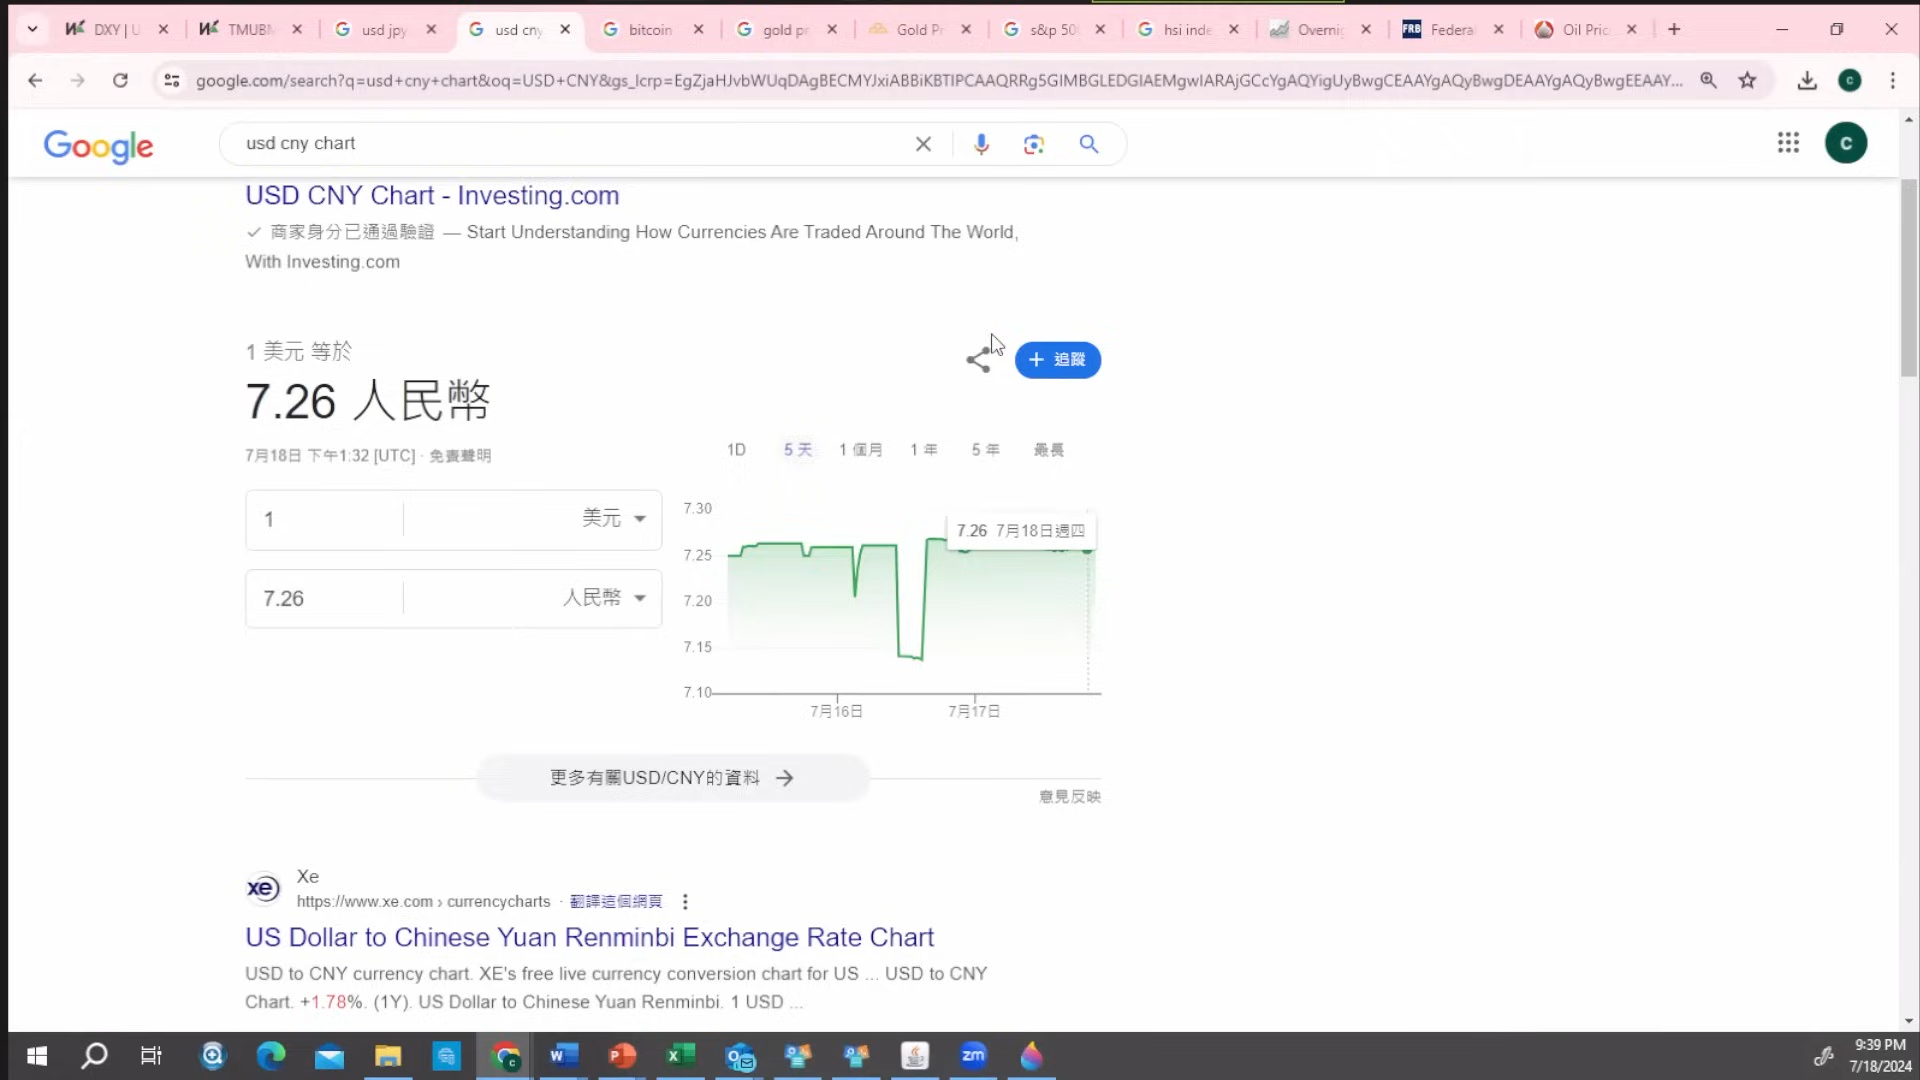 DXY | U
TMUBM
usd jpy
usd cny
bitcoin
gold pr
Gold Pr
s&p 50
hsi inde
Overnig
FRB
Federa
Oil Pric
google.com/search?q=usd+cny+chart&oq=USD+CNY&gs_lcrp=EgZjaHJvbWUqDAgBECMYJxiABBiKBTIPCAAQRRg5GIMBGLEDGIAEMgwIARAjGCcYgAQYigUyBwgCEAAYgAQyBwgDEAAYgAQyBwgEEAAY...
C
Google
usd cny chart
C
USD CNY Chart - Investing.com
商家身分已通過驗證 — Start Understanding How Currencies Are Traded Around The World,
With Investing.com
1 美元 等於
7.26 人民幣
追蹤
7月18日 下午1:32 [UTC] · 免責聲明
1D 5 天 1 個月 1 年 5 年 最長
1 美元
7.26 人民幣
7.30
7.25
7.20
7.15
7.10
7.26 7月18日週四
7月16日
7月17日
更多有關USD/CNY的資料
意見反映
xe
Xe
https://www.xe.com › currencycharts · 翻譯這個網頁
US Dollar to Chinese Yuan Renminbi Exchange Rate Chart
USD to CNY currency chart. XE's free live currency conversion chart for US ... USD to CNY
Chart. +1.78%. (1Y). US Dollar to Chinese Yuan Renminbi. 1 USD ...
zm
9:39 PM
7/18/2024